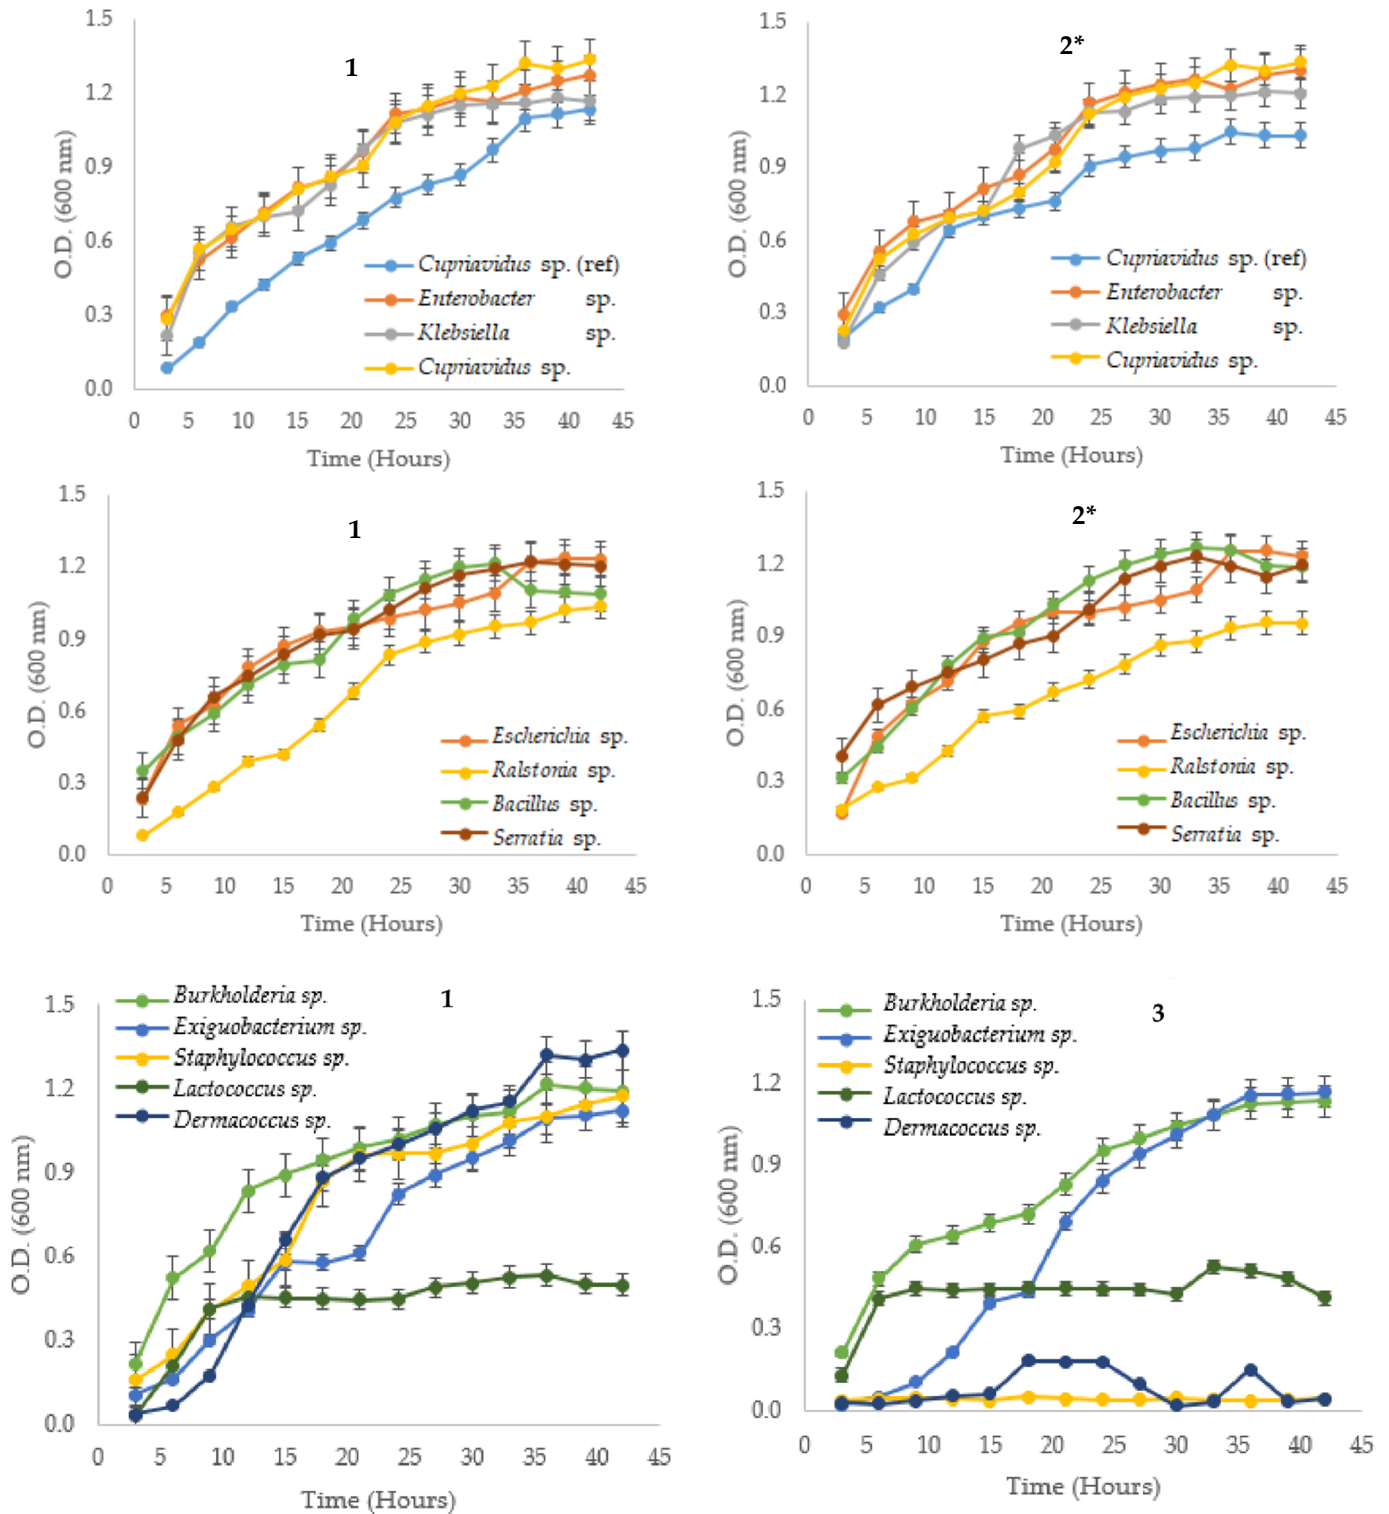 1
O.D. (600 nm)
1.5
1.2
0.9
0.6
0.3
0.0
Cupriavidus sp. (ref)
Enterobacter sp.
Klebsiella sp.
Cupriavidus sp.
0 5 10 15 20 25 30 35 40 45
Time (Hours)
2*
O.D. (600 nm)
1.5
1.2
0.9
0.6
0.3
0.0
Cupriavidus sp. (ref)
Enterobacter sp.
Klebsiella sp.
Cupriavidus sp.
0 5 10 15 20 25 30 35 40 45
Time (Hours)
1
O.D. (600 nm)
1.5
1.2
0.9
0.6
0.3
0.0
Escherichia sp.
Ralstonia sp.
Bacillus sp.
Serratia sp.
0 5 10 15 20 25 30 35 40 45
Time (Hours)
2*
O.D. (600 nm)
1.5
1.2
0.9
0.6
0.3
0.0
Escherichia sp.
Ralstonia sp.
Bacillus sp.
Serratia sp.
0 5 10 15 20 25 30 35 40 45
Time (Hours)
Burkholderia sp.
Exiguobacterium sp.
Staphylococcus sp.
Lactococcus sp.
Dermacoccus sp.
1
O.D. (600 nm)
1.5
1.2
0.9
0.6
0.3
0.0
0 5 10 15 20 25 30 35 40 45
Time (Hours)
Burkholderia sp.
Exiguobacterium sp.
Staphylococcus sp.
Lactococcus sp.
Dermacoccus sp.
3
O.D. (600 nm)
1.5
1.2
0.9
0.6
0.3
0.0
0 5 10 15 20 25 30 35 40 45
Time (Hours)